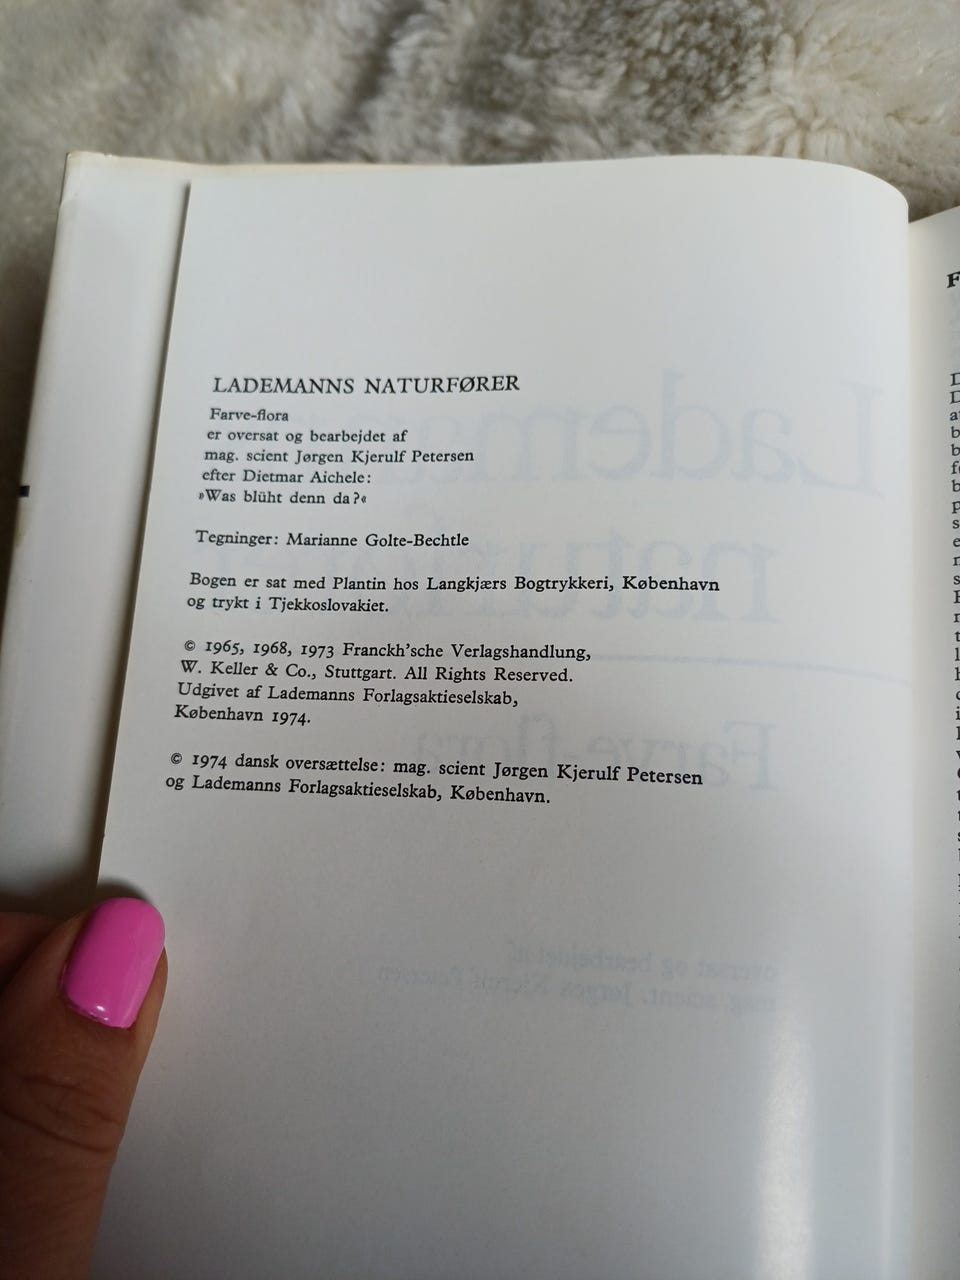 LADEMANNS NATURFØRER
Farve-flora
er oversat og bearbejdet af
mag. scient Jørgen Kjerulf Petersen
efter Dietmar Aichele:
»Was blüht denn da?«
Tegninger: Marianne Golte-Bechtle
Bogen er sat med Plantin hos Langkjærs Bogtrykkeri, København
og trykt i Tjekkoslovakiet.
© 1965, 1968, 1973 Franckh'sche Verlagshandlung,
W. Keller & Co., Stuttgart. All Rights Reserved.
Udgivet af Lademanns Forlagsaktieselskab,
København 1974.
© 1974 dansk oversættelse: mag. scient Jørgen Kjerulf Petersen
og Lademanns Forlagsaktieselskab, København.